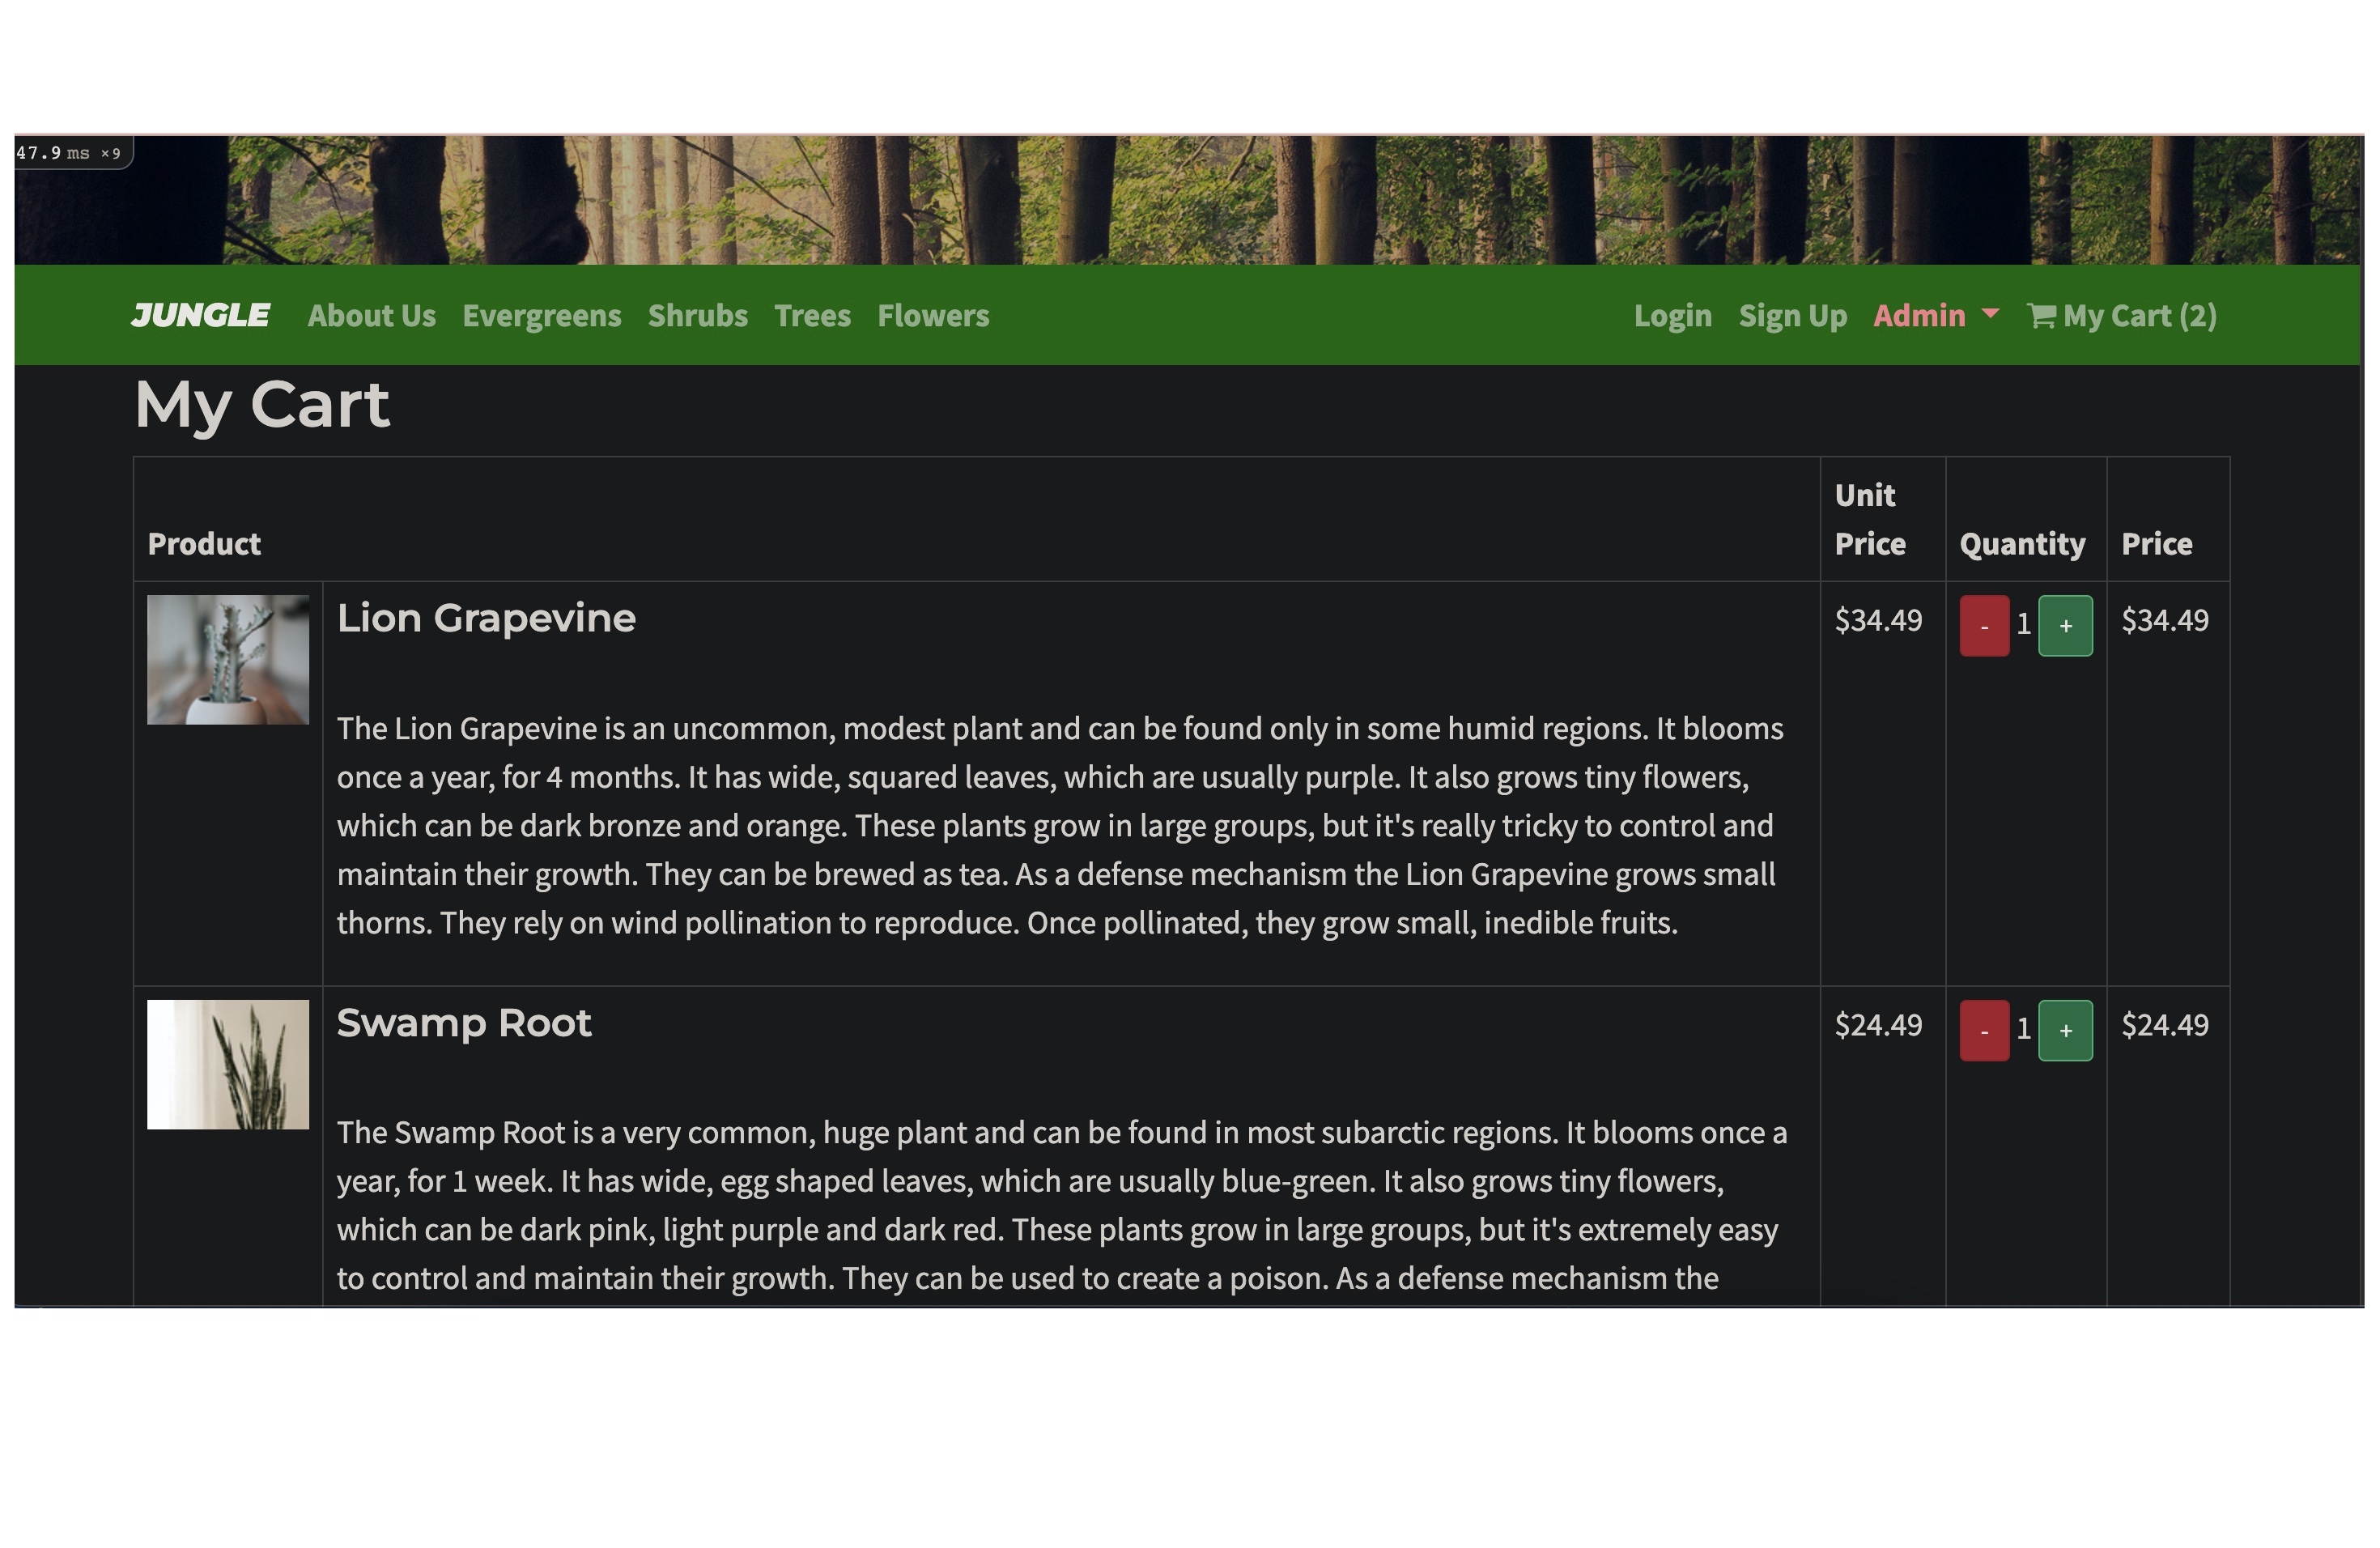 47.9 ms ×9
JUNGLE About Us Evergreens Shrubs Trees Flowers Login Sign Up Admin My Cart (2)
My Cart
Product Unit Price Quantity Price
Lion Grapevine $34.49 - 1 + $34.49
The Lion Grapevine is an uncommon, modest plant and can be found only in some humid regions. It blooms
once a year, for 4 months. It has wide, squared leaves, which are usually purple. It also grows tiny flowers,
which can be dark bronze and orange. These plants grow in large groups, but it's really tricky to control and
maintain their growth. They can be brewed as tea. As a defense mechanism the Lion Grapevine grows small
thorns. They rely on wind pollination to reproduce. Once pollinated, they grow small, inedible fruits.
Swamp Root $24.49 - 1 + $24.49
The Swamp Root is a very common, huge plant and can be found in most subarctic regions. It blooms once a
year, for 1 week. It has wide, egg shaped leaves, which are usually blue-green. It also grows tiny flowers,
which can be dark pink, light purple and dark red. These plants grow in large groups, but it's extremely easy
to control and maintain their growth. They can be used to create a poison. As a defense mechanism the